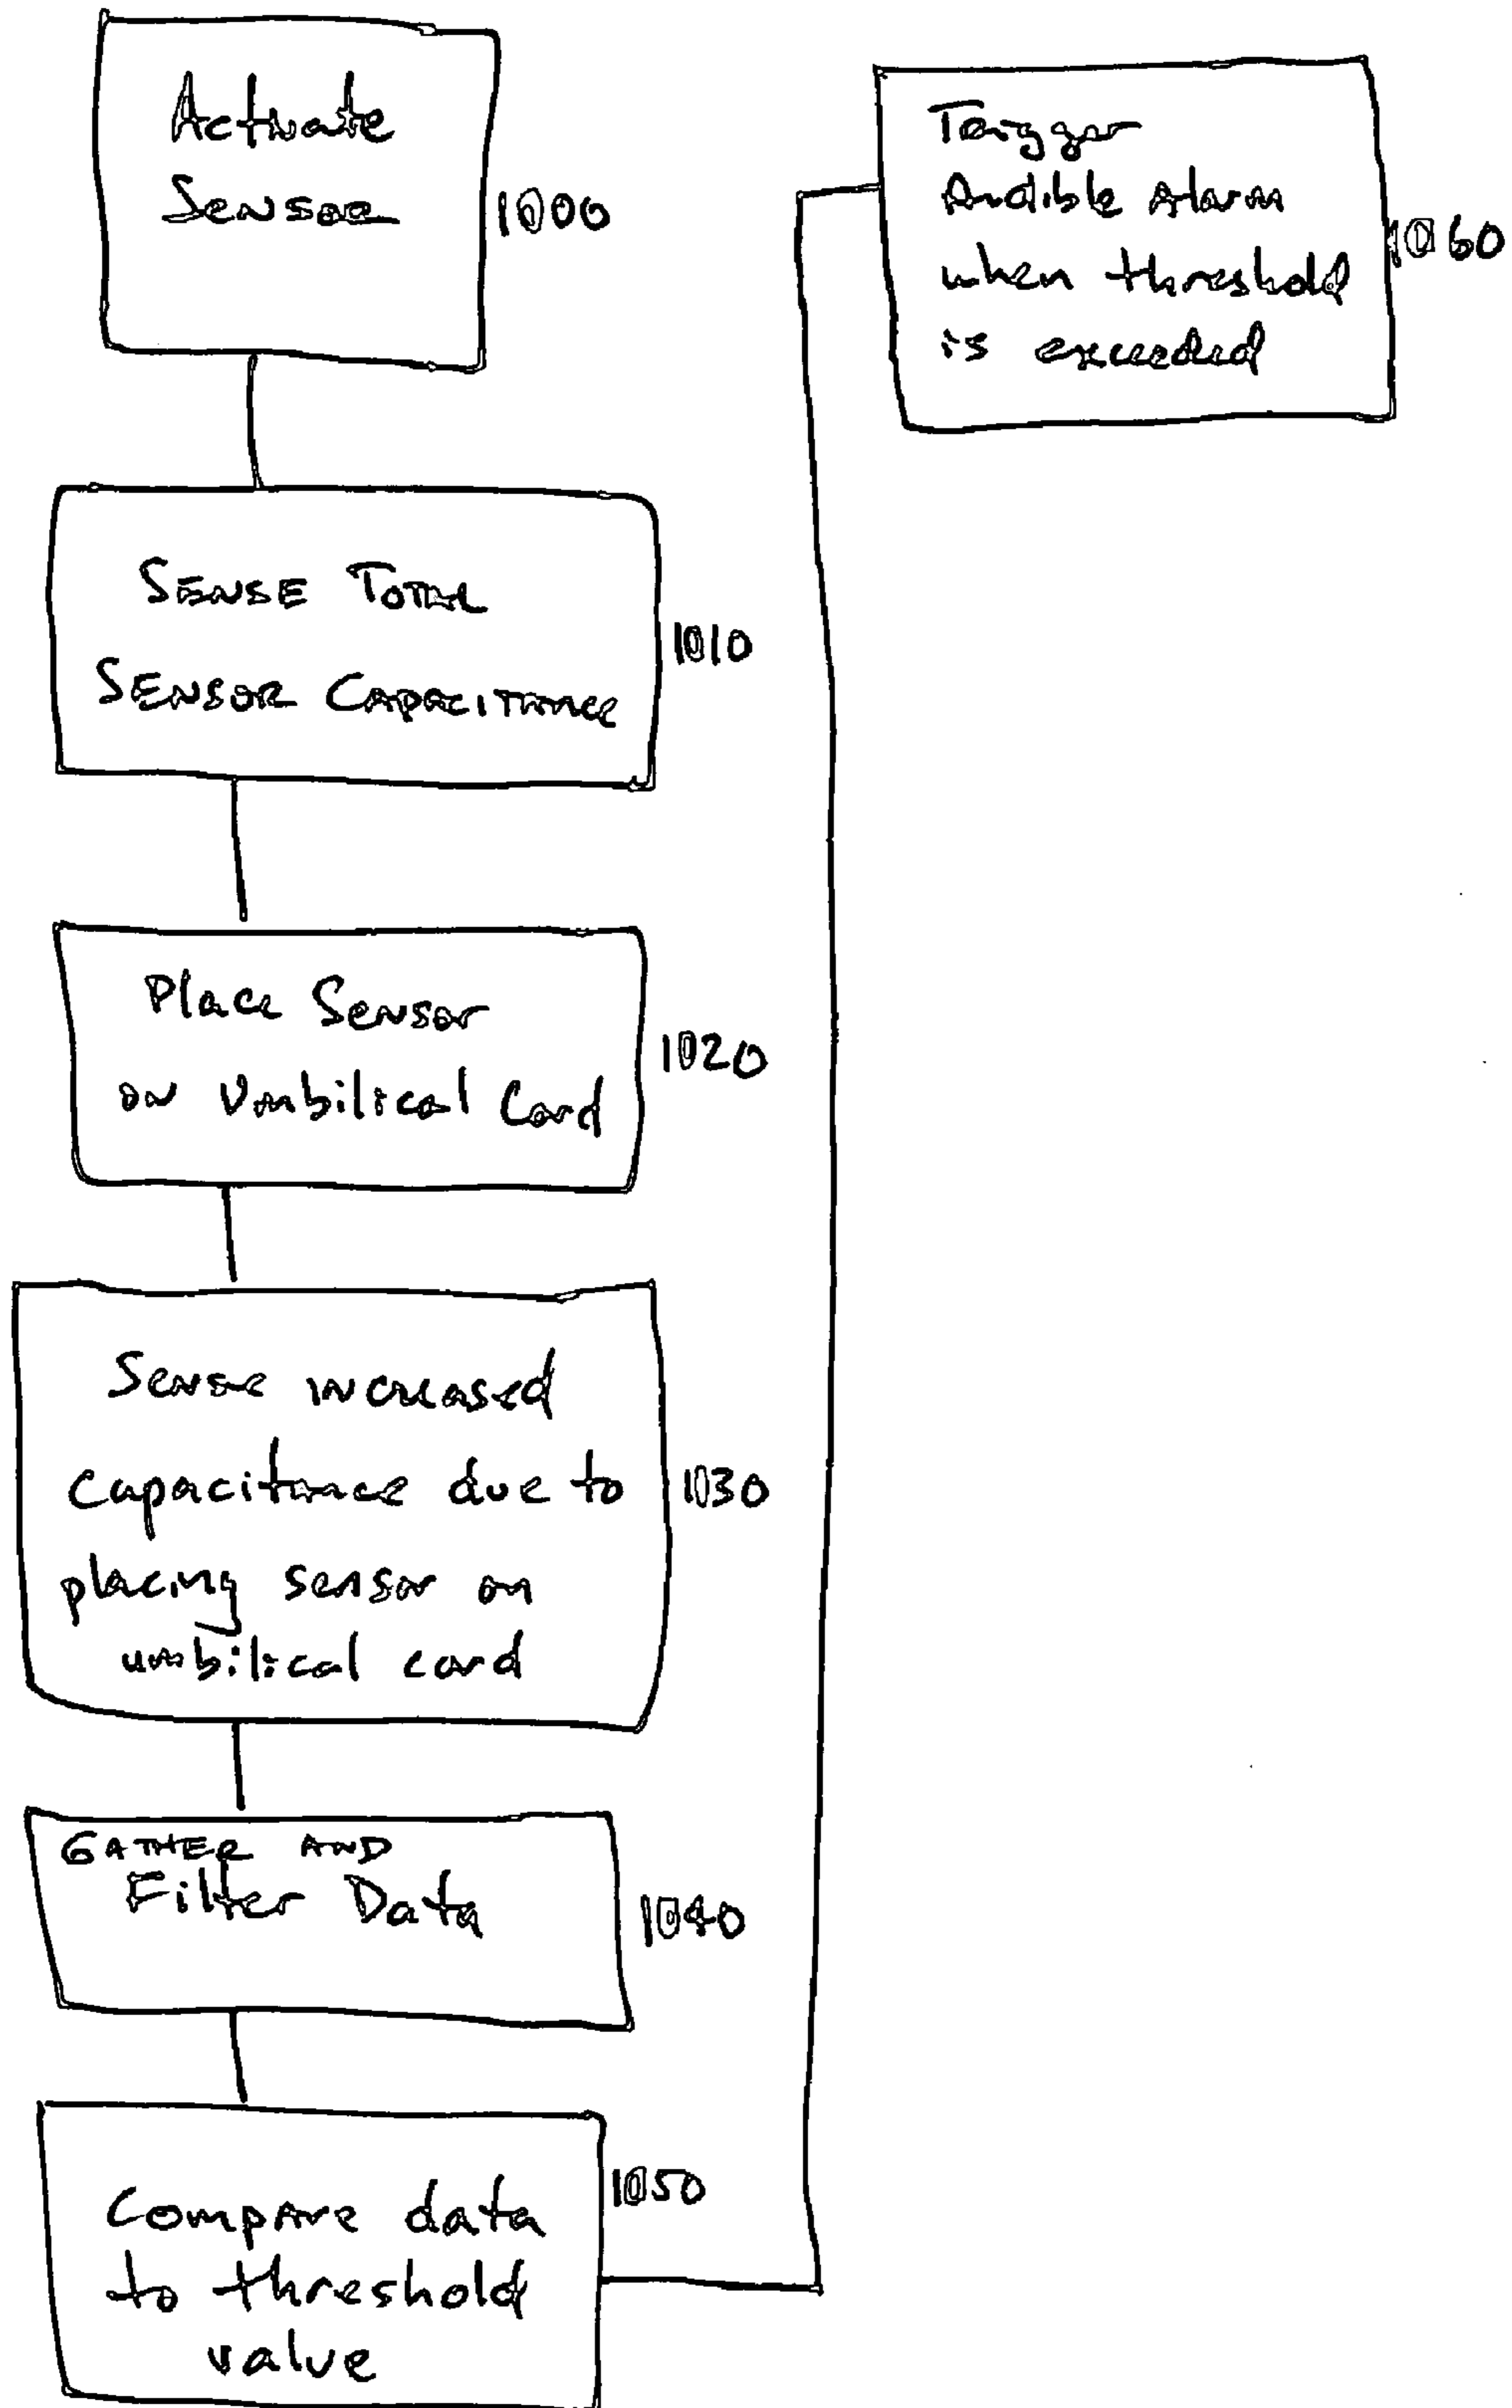 Activate
Sensor
1000
SENSE TOTAL
SENSOR CAPACITANCE
1010
Place Sensor
on Umbilical Cord
1020
Sense increased
capacitance due to
placing sensor on
umbilical cord
1030
GATHER AND
Filter Data
1040
Compare data
to threshold
value
1050
Trigger
Audible Alarm
when threshold
is exceeded
1060